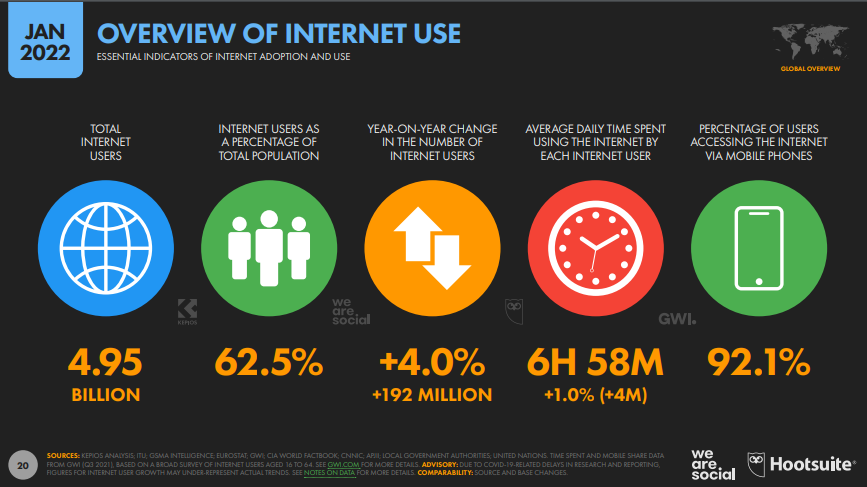 JAN
2022
OVERVIEW OF INTERNET USE
ESSENTIAL INDICATORS OF INTERNET ADOPTION AND USE
GLOBAL OVERVIEW
TOTAL
INTERNET
USERS
INTERNET USERS AS
A PERCENTAGE OF
TOTAL POPULATION
YEAR-ON-YEAR CHANGE
IN THE NUMBER OF
INTERNET USERS
AVERAGE DAILY TIME SPENT
USING THE INTERNET BY
EACH INTERNET USER
PERCENTAGE OF USERS
ACCESSING THE INTERNET
VIA MOBILE PHONES
KEPIOS
we
are
social
GWI.
4.95
BILLION
62.5%
+4.0%
+192 MILLION
6H 58M
+1.0% (+4M)
92.1%
20
SOURCES: KEPIOS ANALYSIS; ITU; GSMA INTELLIGENCE; EUROSTAT; GWI; CIA WORLD FACTBOOK; CNNIC; APJII; LOCAL GOVERNMENT AUTHORITIES; UNITED NATIONS. TIME SPENT AND MOBILE SHARE DATA
FROM GWI (Q3 2021), BASED ON A BROAD SURVEY OF INTERNET USERS AGED 16 TO 64. SEE GWI.COM FOR MORE DETAILS. ADVISORY: DUE TO COVID-19-RELATED DELAYS IN RESEARCH AND REPORTING,
FIGURES FOR INTERNET USER GROWTH MAY UNDER-REPRESENT ACTUAL TRENDS. SEE NOTES ON DATA FOR MORE DETAILS. COMPARABILITY: SOURCE AND BASE CHANGES.
we
are
social
Hootsuite®